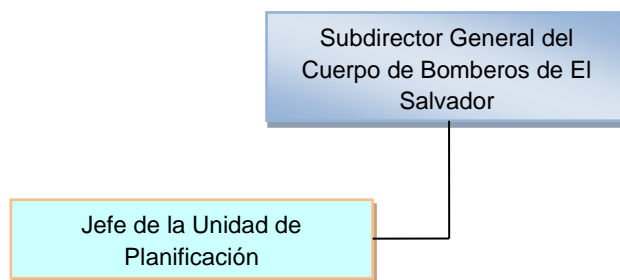 Subdirector General del
Cuerpo de Bomberos de El
Salvador
Jefe de la Unidad de
Planificación